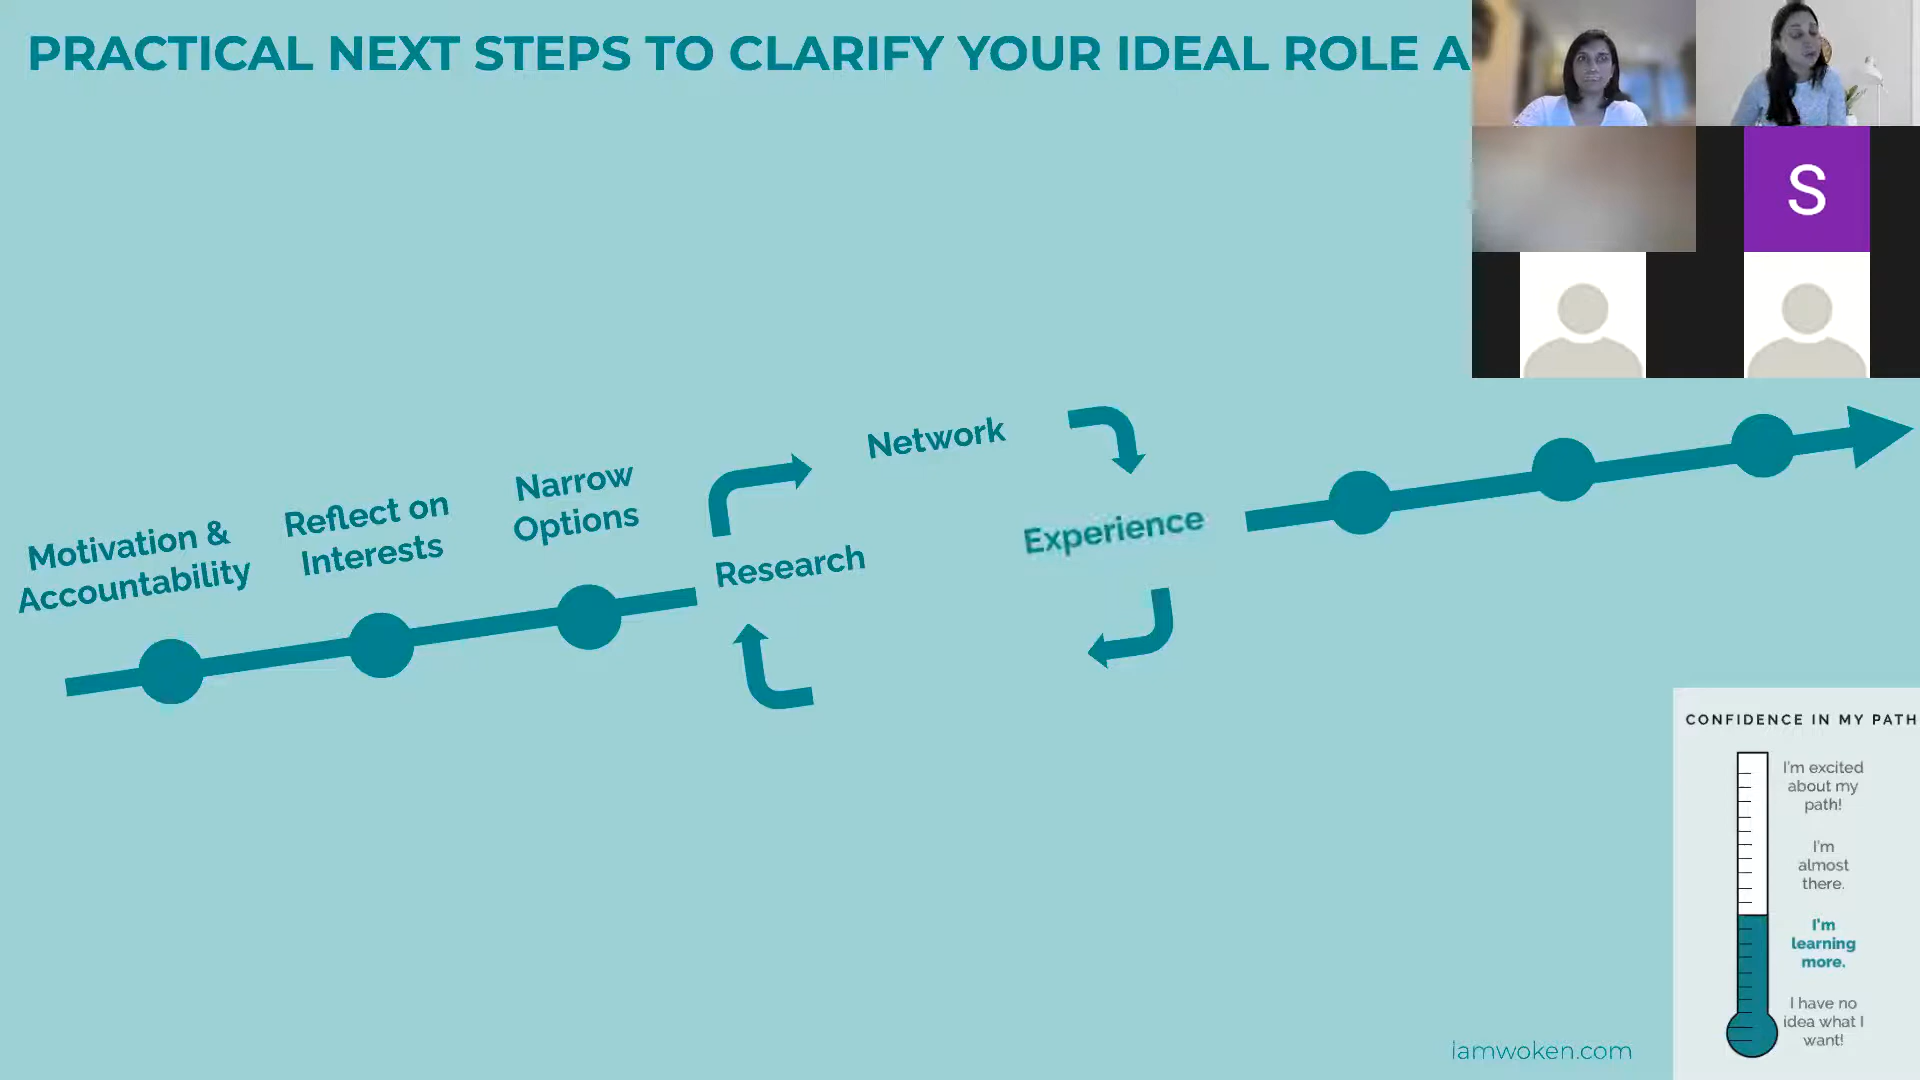 PRACTICAL NEXT STEPS TO CLARIFY YOUR IDEAL ROLE A
S
Motivation &
Accountability
Reflect on
Interests
Narrow
Options
Research
Network
Experience
CONFIDENCE IN MY PATH
I'm excited
about my
path!
I'm
almost
there.
I'm
learning
more.
I have no
idea what I
want!
iamwoken.com